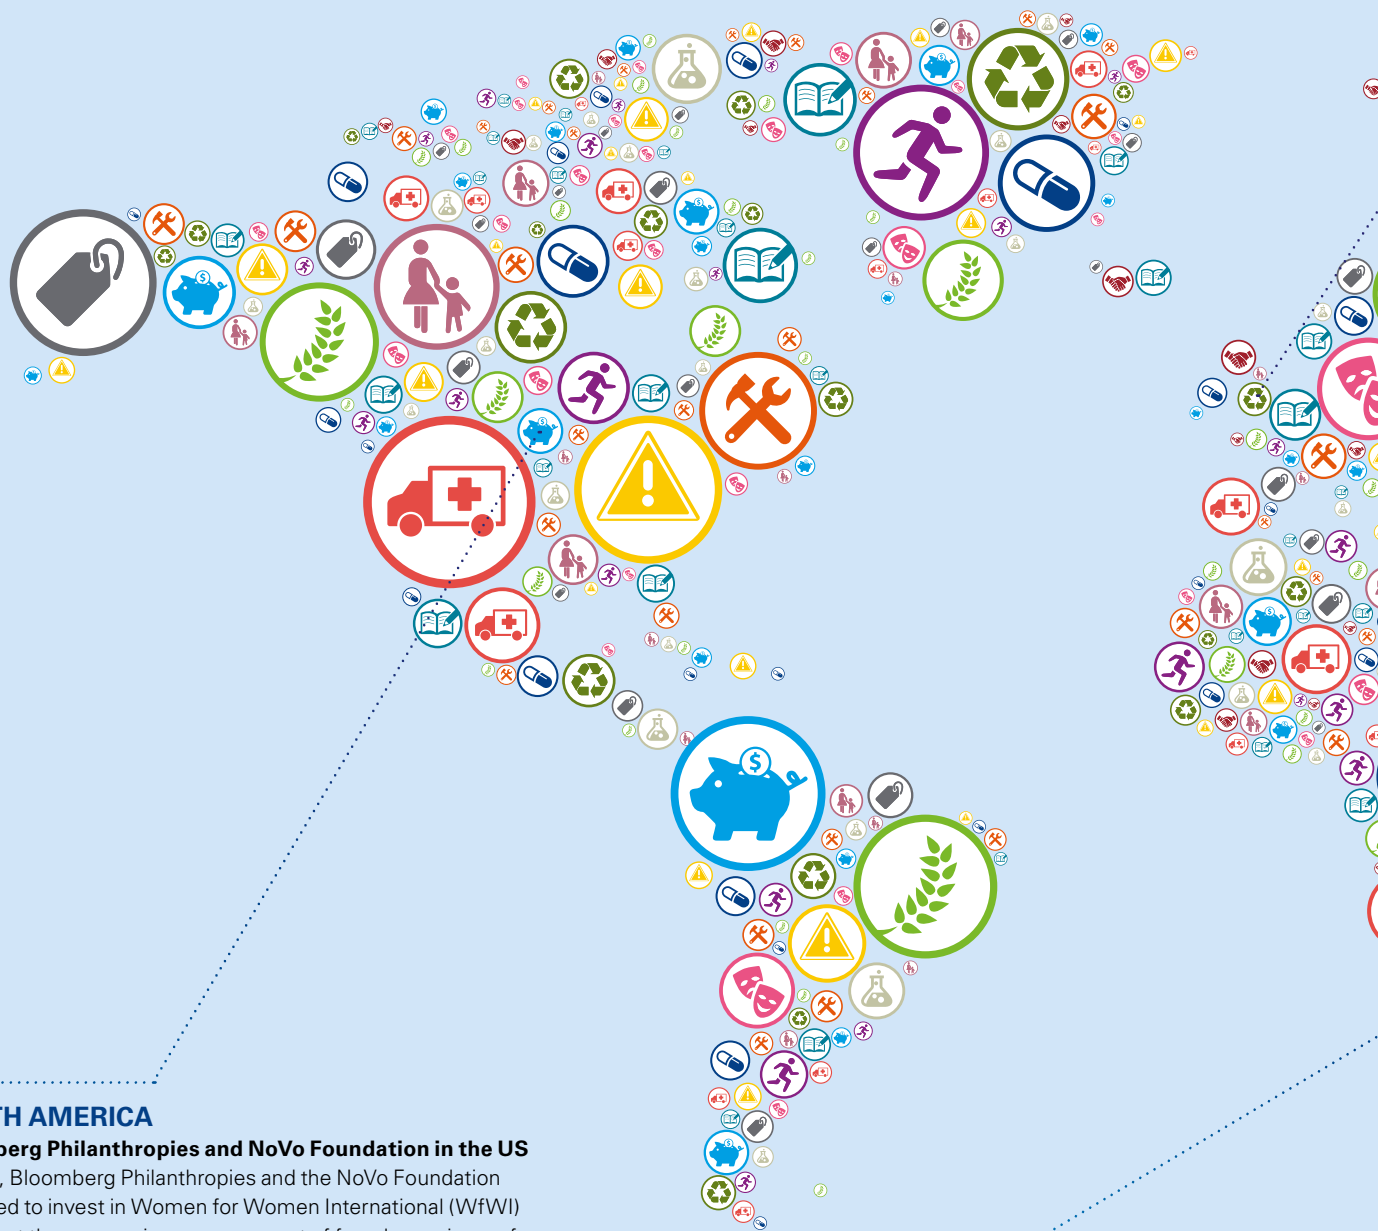 TH AMERICA
berg Philanthropies and NoVo Foundation in the US
, Bloomberg Philanthropies and the NoVo Foundation
ed to invest in Women for Women International (WfWI)